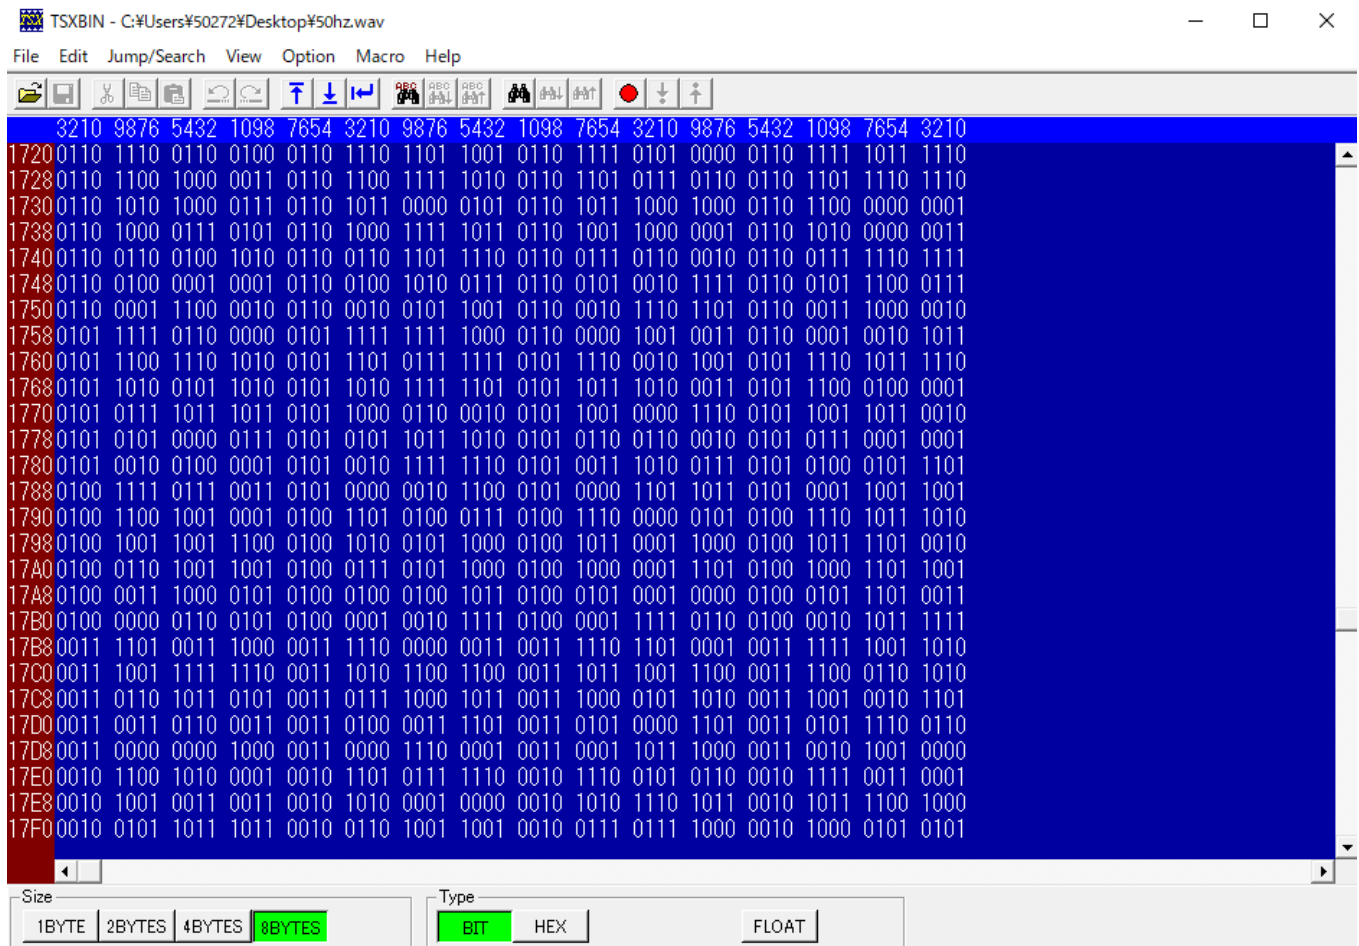 TSXBIN - C:¥Users¥50272¥Desktop¥50hz.wav
File Edit Jump/Search View Option Macro Help
3210 9876 5432 1098 7654 3210 9876 5432 1098 7654 3210 9876 5432 1098 7654 3210
1720 0110 1110 0110 0100 0110 1110 1101 1001 0110 1111 0101 0000 0110 1111 1011 1110
1728 0110 1100 1000 0011 0110 1100 1111 1010 0110 1101 0111 0110 0110 1101 1110 1110
1730 0110 1010 1000 0111 0110 1011 0000 0101 0110 1011 1000 1000 0110 1100 0000 0001
1738 0110 1000 0111 0101 0110 1000 1111 1011 0110 1001 1000 0001 0110 1010 0000 0011
1740 0110 0110 0100 1010 0110 0110 1101 1110 0110 0111 0110 0010 0110 0111 1110 1111
1748 0110 0100 0001 0001 0110 0100 1010 0111 0110 0101 0010 1111 0110 0101 1100 0111
1750 0110 0001 1100 0010 0110 0010 0101 1001 0110 0010 1110 1101 0110 0011 1000 0010
1758 0101 1111 0110 0000 0101 1111 1111 1000 0110 0000 1001 0011 0110 0001 0010 1011
1760 0101 1100 1110 1010 0101 1101 0111 1111 0101 1110 0010 1001 0101 1110 1011 1110
1768 0101 1010 0101 1010 0101 1010 1111 1101 0101 1011 1010 0011 0101 1100 0100 0001
1770 0101 0111 1011 1011 0101 1000 0110 0010 0101 1001 0000 1110 0101 1001 1011 0010
1778 0101 0101 0000 0111 0101 0101 1011 1010 0101 0110 0110 0010 0101 0111 0001 0001
1780 0101 0010 0100 0001 0101 0010 1111 1110 0101 0011 1010 0111 0101 0100 0101 1101
1788 0100 1111 0111 0011 0101 0000 0010 1100 0101 0000 1101 1011 0101 0001 1001 1001
1790 0100 1100 1001 0001 0100 1101 0100 0111 0100 1110 0000 0101 0100 1110 1011 1010
1798 0100 1001 1001 1100 0100 1010 0101 1000 0100 1011 0001 1000 0100 1011 1101 0010
17A0 0100 0110 1001 1001 0100 0111 0101 1000 0100 1000 0001 1101 0100 1000 1101 1001
17A8 0100 0011 1000 0101 0100 0100 0100 1011 0100 0101 0001 0000 0100 0101 1101 0011
17B0 0100 0000 0110 0101 0100 0001 0010 1111 0100 0001 1111 0110 0100 0010 1011 1111
17B8 0011 1101 0011 1000 0011 1110 0000 0011 0011 1110 1101 0001 0011 1111 1001 1010
17C0 0011 1001 1111 1110 0011 1010 1100 1100 0011 1011 1001 1100 0011 1100 0110 1010
17C8 0011 0110 1011 0101 0011 0111 1000 1011 0011 1000 0101 1010 0011 1001 0010 1101
17D0 0011 0011 0110 0011 0011 0100 0011 1101 0011 0101 0000 1101 0011 0101 1110 0110
17D8 0011 0000 0000 1000 0011 0000 1110 0001 0011 0001 1011 1000 0011 0010 1001 0000
17E0 0010 1100 1010 0001 0010 1101 0111 1110 0010 1110 0101 0110 0010 1111 0011 0001
17E8 0010 1001 0011 0011 0010 1010 0001 0000 0010 1010 1110 1011 0010 1011 1100 1000
17F0 0010 0101 1011 1011 0010 0110 1001 1001 0010 0111 0111 1000 0010 1000 0101 0101
Size Type
1BYTE 2BYTES 4BYTES 8BYTES BIT HEX FLOAT